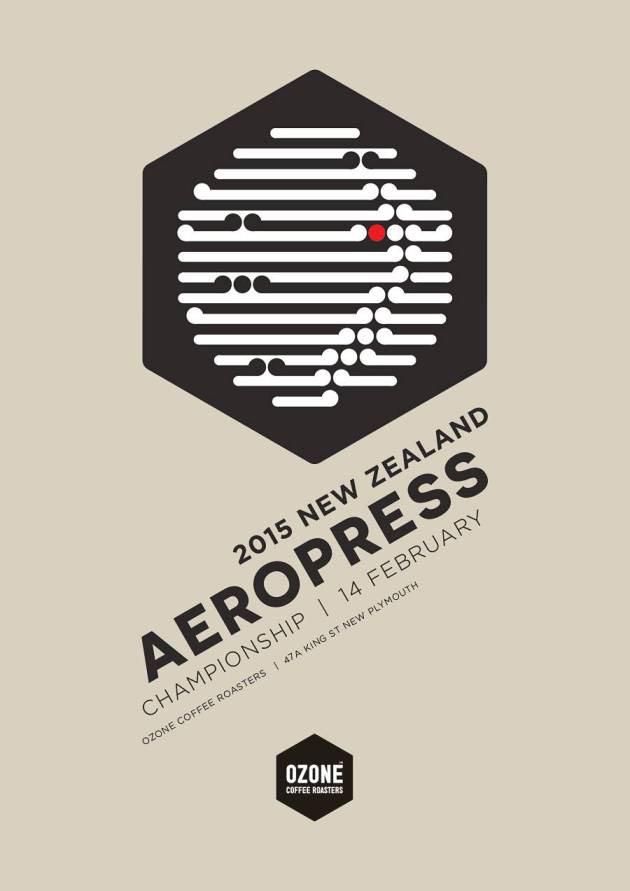 2015 NEW ZEALAND
AEROPRESS
CHAMPIONSHIP | 14 FEBRUARY
OZONE COFFEE ROASTERS | 47A KING ST NEW PLYMOUTH
OZONE
COFFEE ROASTERS